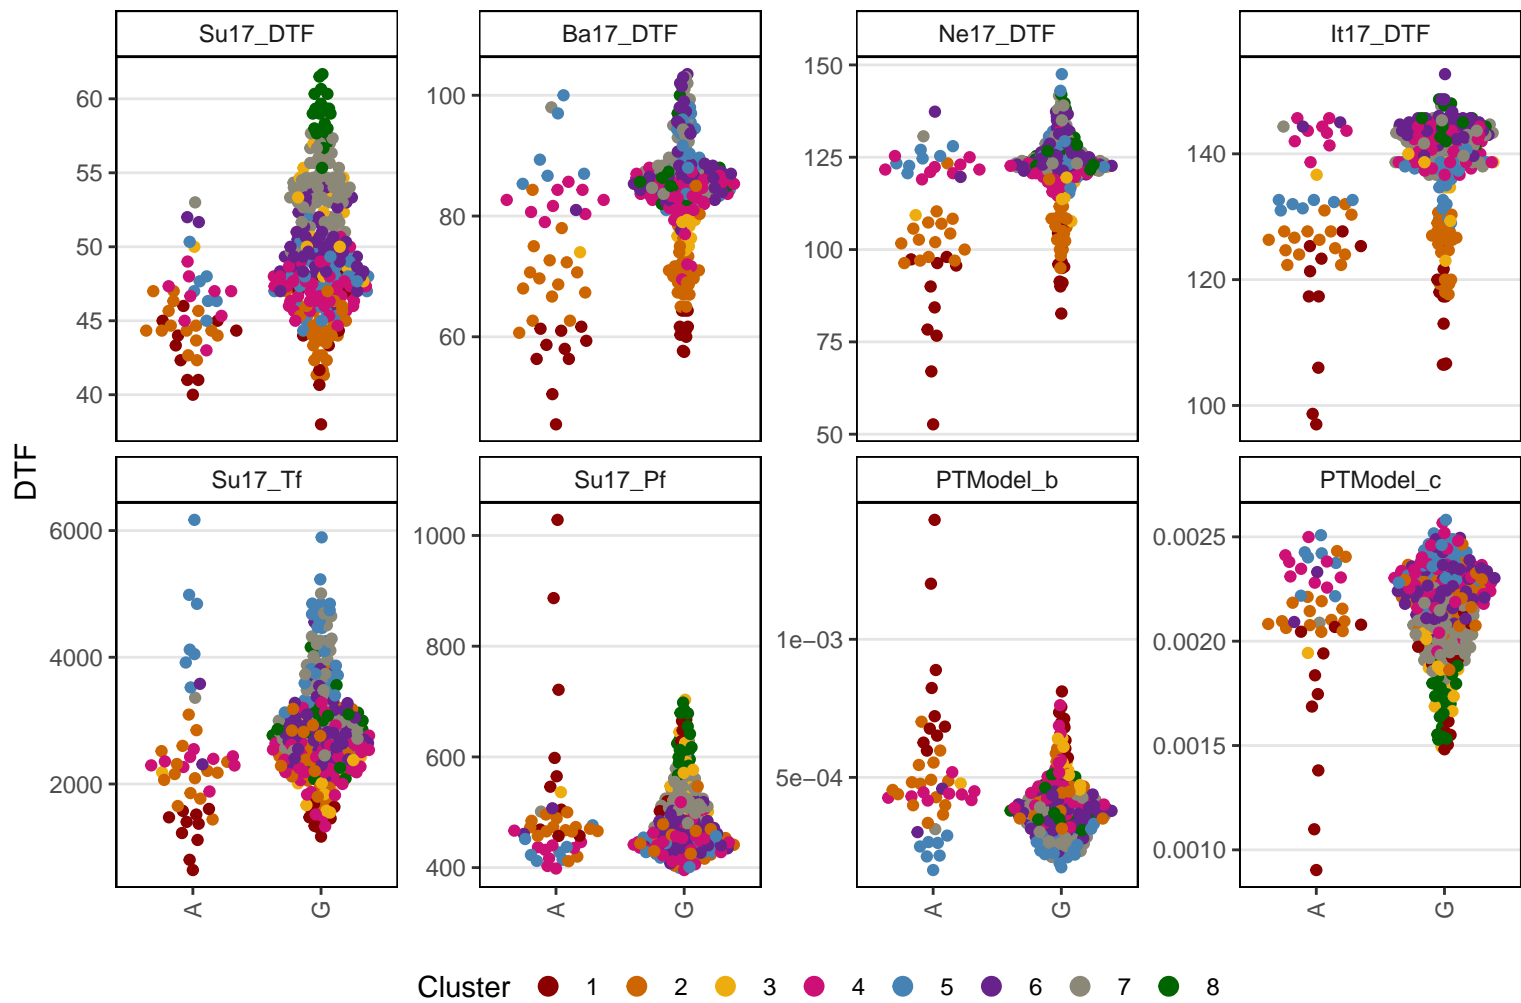 Su17_DTF Ba17_DTF Ne17_DTF It17_DTF
60 100 150 140
55 80 125 120
50 60 100 100
45 75
40 50
DTF
Su17_Tf Su17_Pf PTModel_b PTModel_c
6000 1000 1e−03 0.0025
4000 800 5e−04 0.0020
2000 600 0.0015
400 0.0010
A G A G A G A G
Cluster 1 2 3 4 5 6 7 8